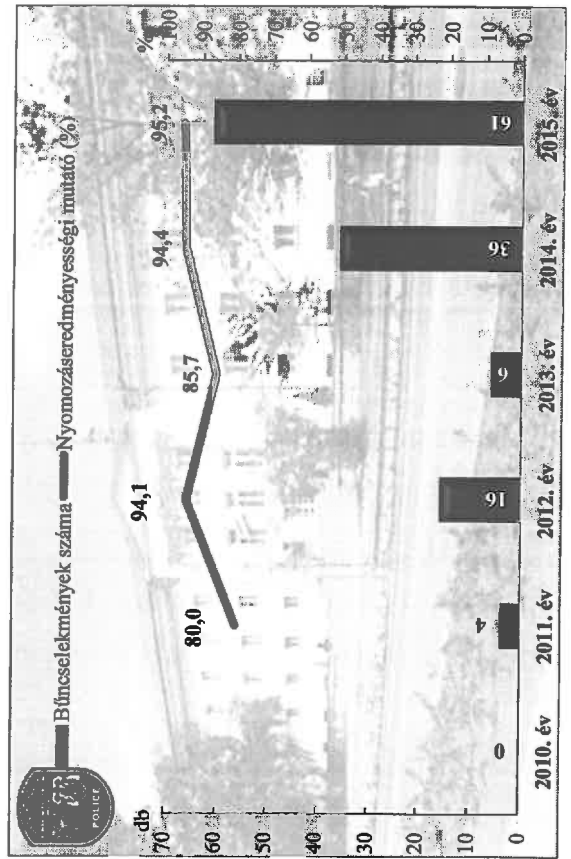 POLICE
Bűncselekmények száma Nyomozáseredményességi mutató (%)
db %
70 100
60 90
50 80
40 70
30 60
20 50
10 40
0 30
20
10
0
80,0 94,1 85,7 94,4 95,2
0 4 16 6 36 61
2010. év 2011. év 2012. év 2013. év 2014. év 2015. év